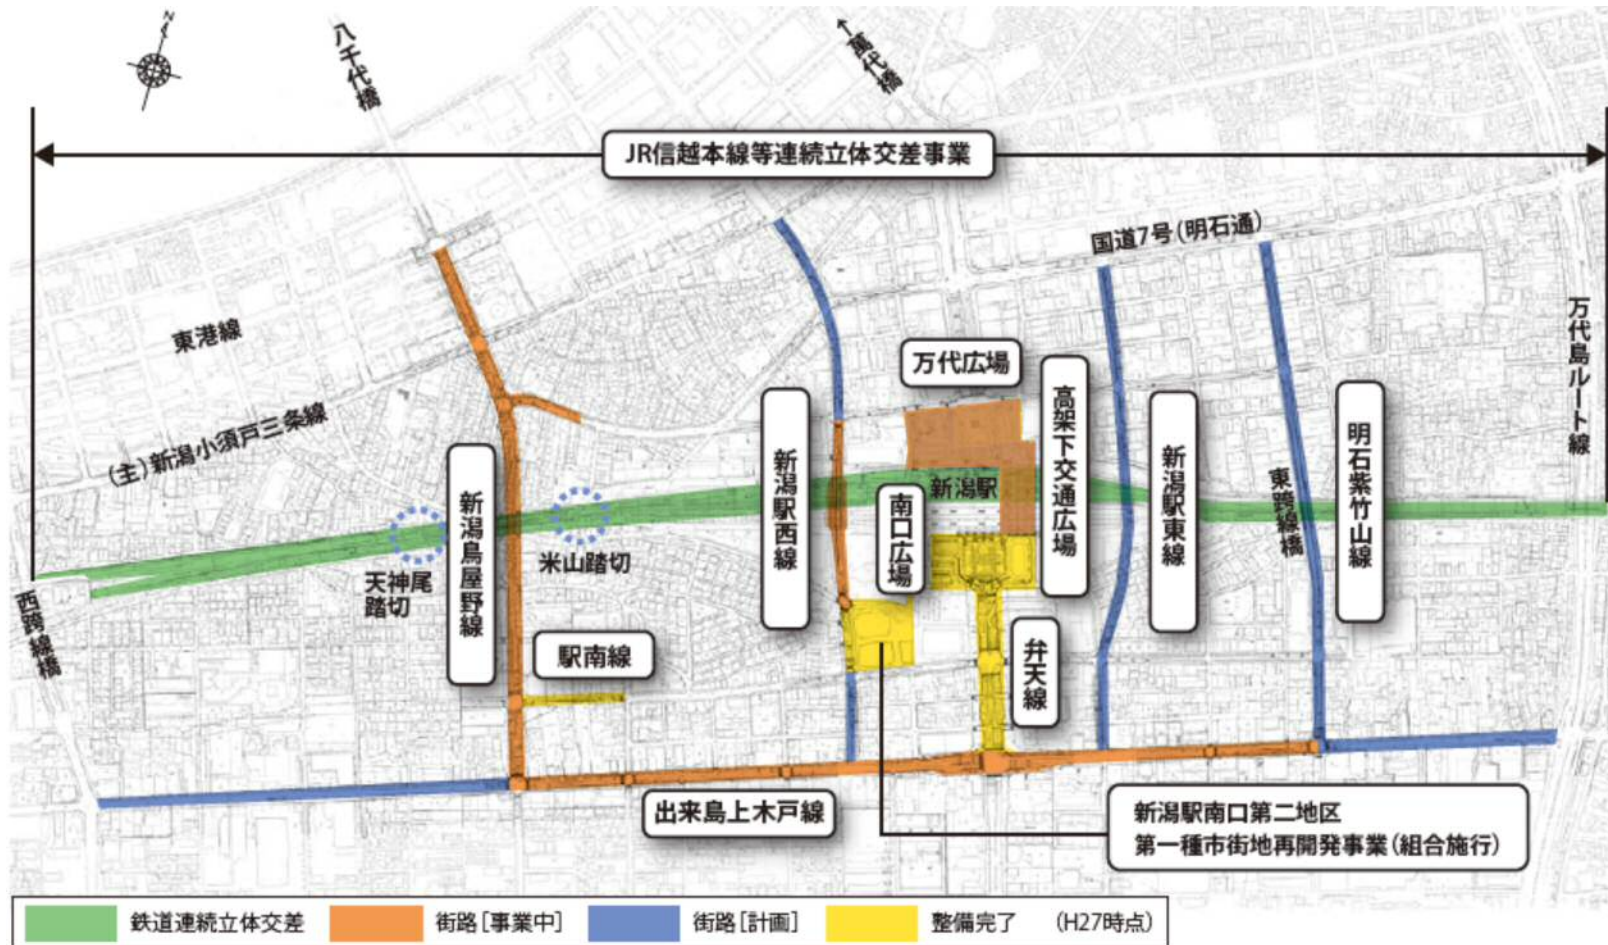 N
八千代橋
↑萬代橋
JR信越本線等連続立体交差事業
国道7号(明石通)
東港線
万代島ルート線
(主)新潟小須戸三条線
万代広場
高架下交通広場
新潟駅西線
新潟鳥屋野線
新潟駅
南口広場
新潟駅東線
東跨線橋
明石紫竹山線
天神尾
踏切
米山踏切
西跨線橋
駅南線
弁天線
出来島上木戸線
新潟駅南口第二地区
第一種市街地再開発事業(組合施行)
鉄道連続立体交差
街路[事業中]
街路[計画]
整備完了
(H27時点)